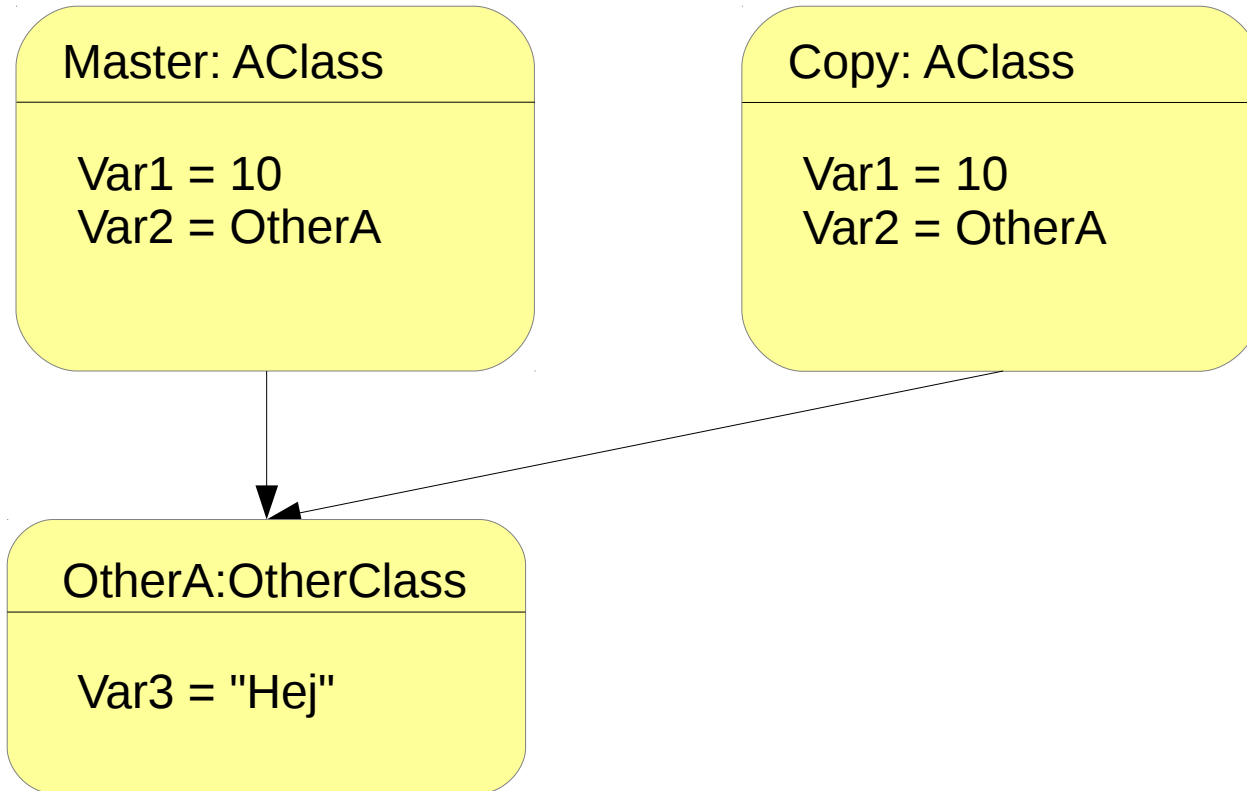 Master: AClass
Var1 = 10
Var2 = OtherA
Copy: AClass
Var1 = 10
Var2 = OtherA
OtherA:OtherClass
Var3 = "Hej"